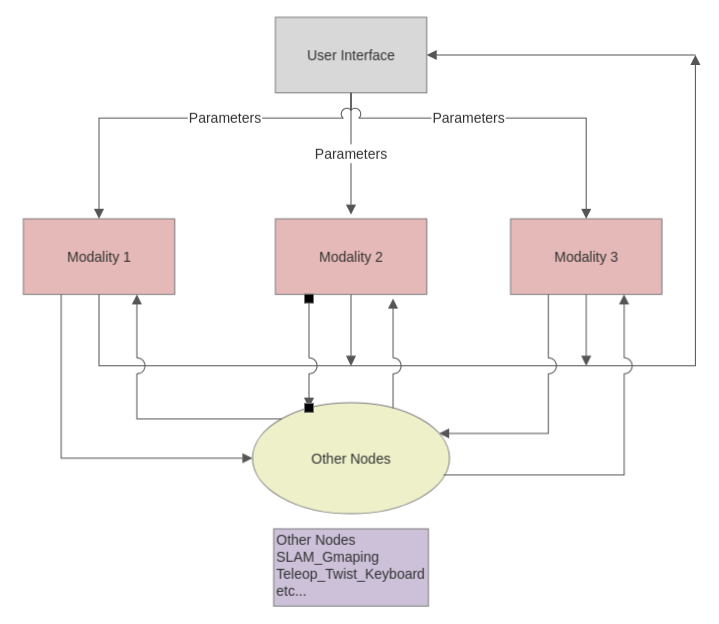 User Interface
Parameters
Parameters
Parameters
Modality 1
Modality 2
Modality 3
Other Nodes
Other Nodes
SLAM_Gmaping
Teleop_Twist_Keyboard
etc...